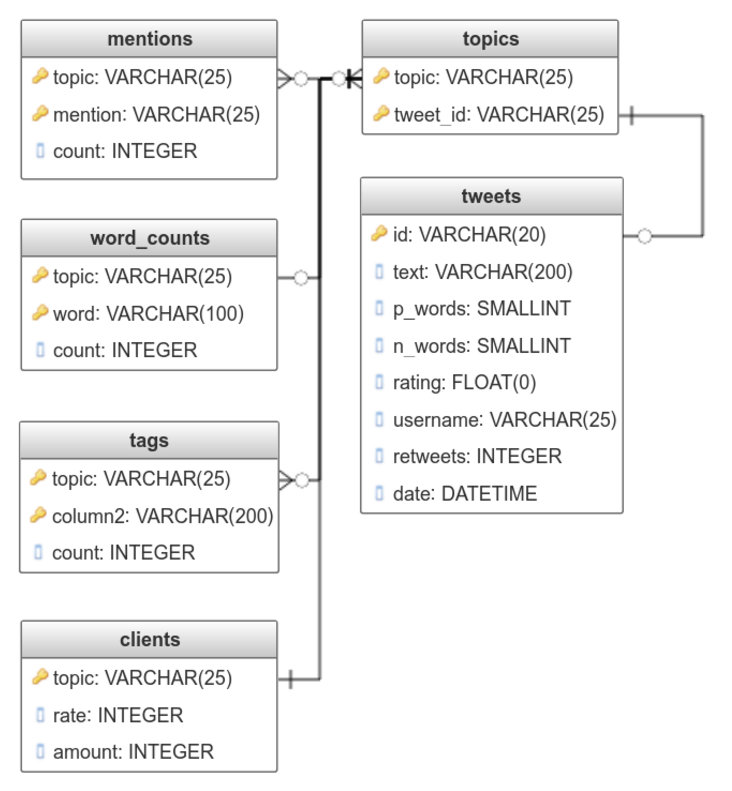 mentions
topic: VARCHAR(25)
mention: VARCHAR(25)
count: INTEGER
word_counts
topic: VARCHAR(25)
word: VARCHAR(100)
count: INTEGER
tags
topic: VARCHAR(25)
column2: VARCHAR(200)
count: INTEGER
clients
topic: VARCHAR(25)
rate: INTEGER
amount: INTEGER
topics
topic: VARCHAR(25)
tweet_id: VARCHAR(25)
tweets
id: VARCHAR(20)
text: VARCHAR(200)
p_words: SMALLINT
n_words: SMALLINT
rating: FLOAT(0)
username: VARCHAR(25)
retweets: INTEGER
date: DATETIME